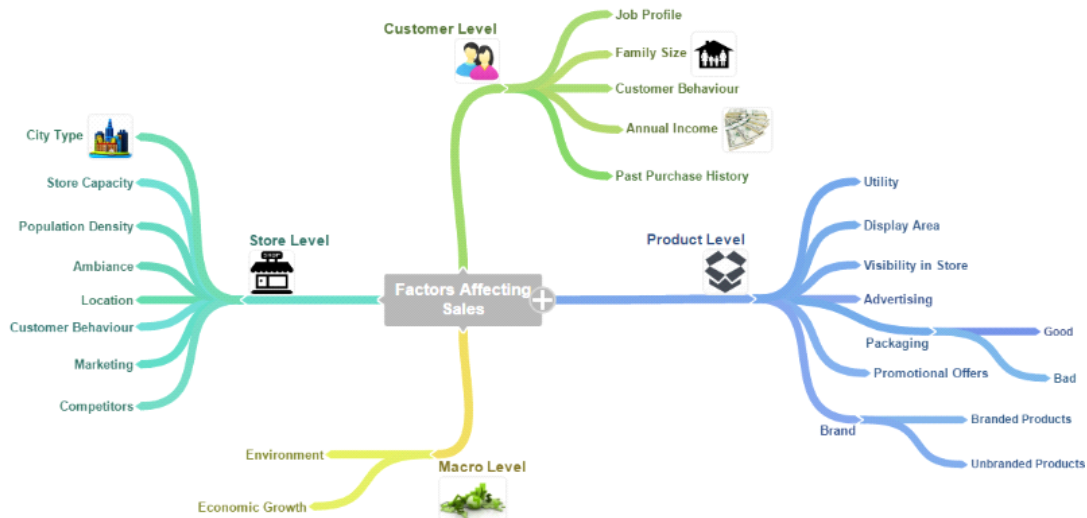 Customer Level
Job Profile
Family Size
Customer Behaviour
Annual Income
Past Purchase History
City Type
Store Capacity
Population Density
Ambiance
Location
Customer Behaviour
Marketing
Competitors
Store Level
SHOP
Factors Affecting
Sales
Product Level
Utility
Display Area
Visibility in Store
Advertising
Packaging
Good
Bad
Promotional Offers
Brand
Branded Products
Unbranded Products
Environment
Economic Growth
Macro Level